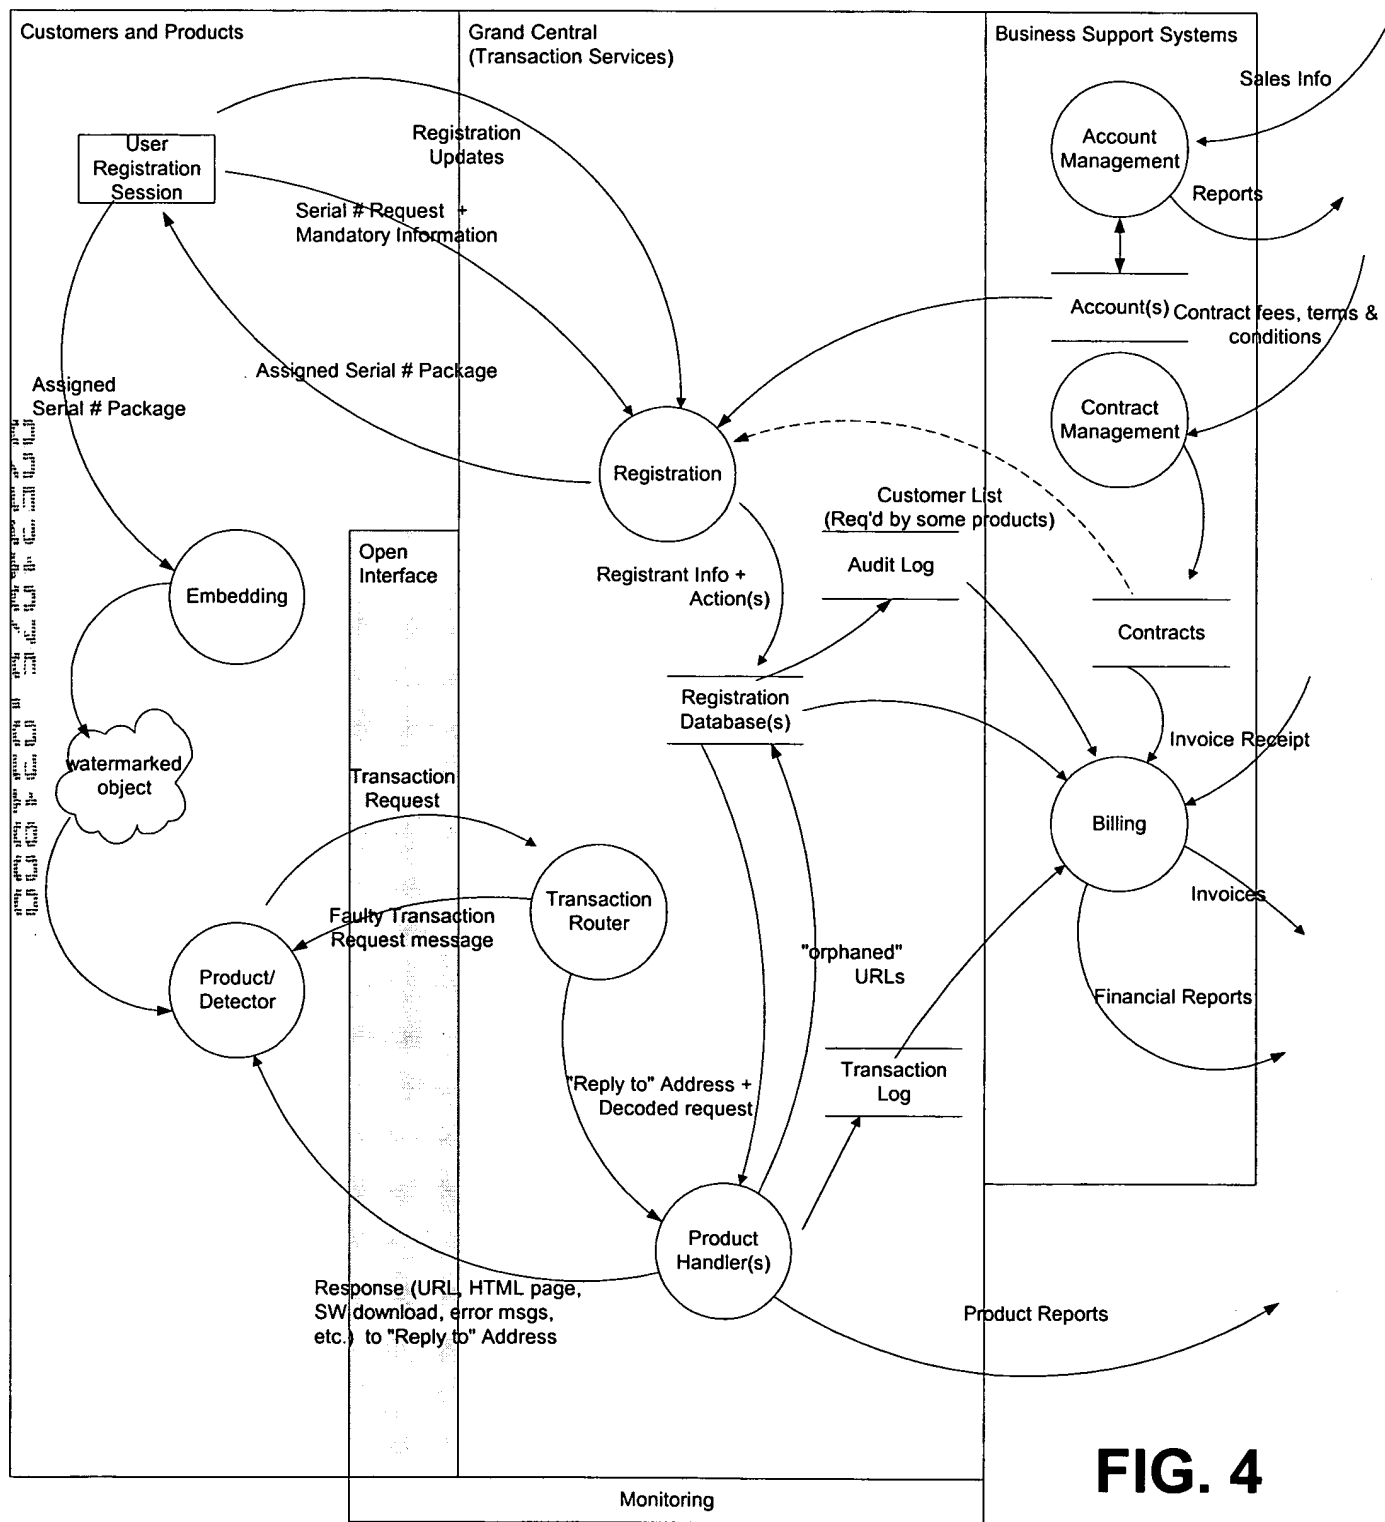 Customers and Products
Grand Central
(Transaction Services)
Business Support Systems
Sales Info
User
Registration
Session
Registration
Updates
Account
Management
Reports
Serial # Request +
Mandatory Information
Account(s)
Contract fees, terms &
conditions
Assigned Serial # Package
Assigned
Serial # Package
Contract
Management
Registration
Customer List
(Req'd by some products)
Open
Interface
Audit Log
Registrant Info +
Action(s)
Embedding
Contracts
Registration
Database(s)
Invoice Receipt
watermarked
object
Transaction
Request
Billing
Invoices
Transaction
Router
Faulty Transaction
Request message
"orphaned"
URLs
Product/
Detector
Financial Reports
Transaction
Log
"Reply to" Address +
Decoded request
Product
Handler(s)
Response (URL, HTML page,
SW download, error msgs,
etc.) to "Reply to" Address
Product Reports
FIG. 4
Monitoring